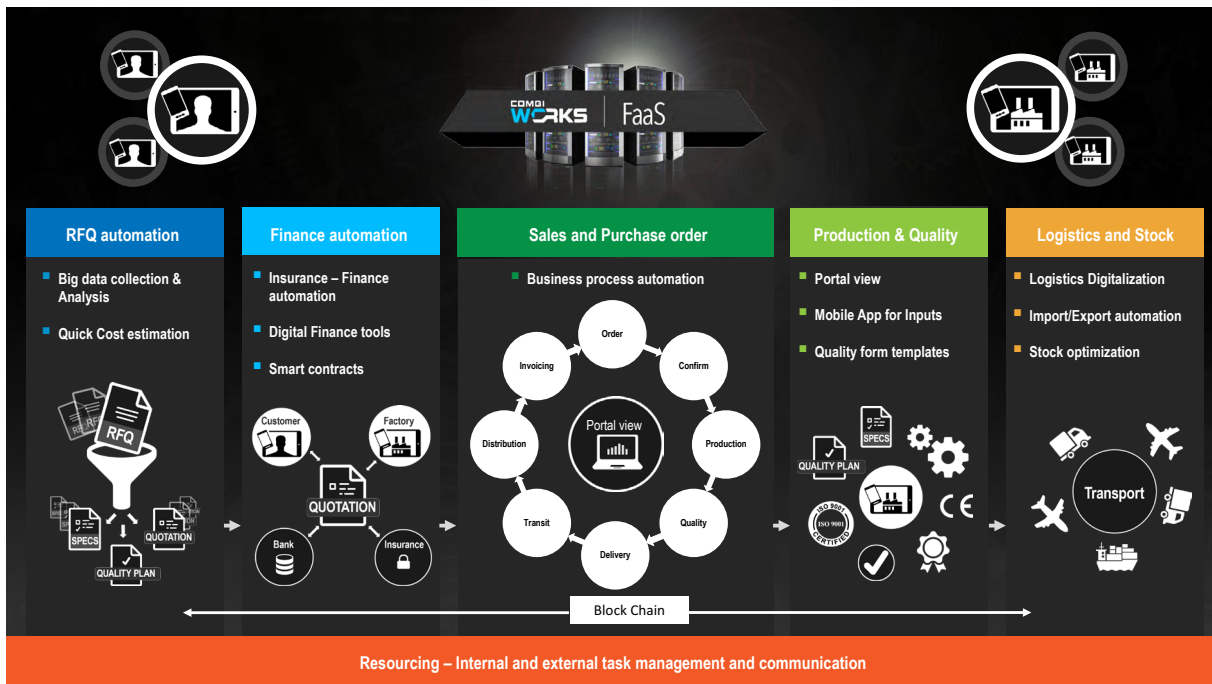 COMBI
WORKS
FaaS
RFQ automation
Big data collection &
Analysis
Quick Cost estimation
RFQ
SPECS
QUOTATION
QUALITY PLAN
Finance automation
Insurance – Finance
automation
Digital Finance tools
Smart contracts
Customer
Factory
QUOTATION
Bank
Insurance
Sales and Purchase order
Business process automation
Order
Confirm
Production
Quality
Delivery
Transit
Distribution
Invoicing
Portal view
Production & Quality
Portal view
Mobile App for Inputs
Quality form templates
SPECS
QUALITY PLAN
ISO 9001
ISO 9001
CERTIFIED
CE
Logistics and Stock
Logistics Digitalization
Import/Export automation
Stock optimization
Transport
Block Chain
Resourcing – Internal and external task management and communication